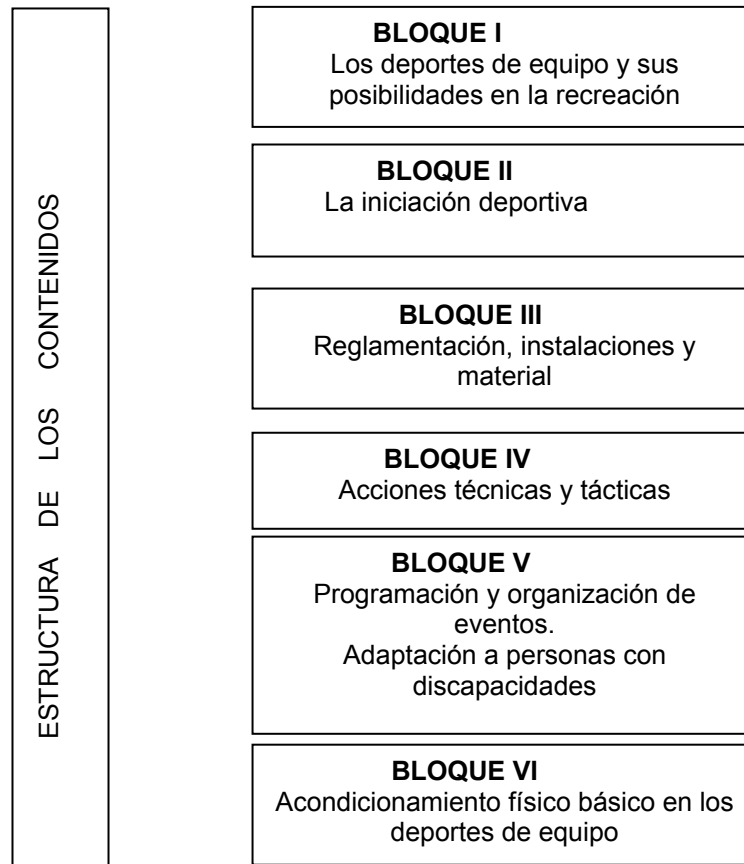 ESTRUCTURA DE LOS CONTENIDOS
BLOQUE I
Los deportes de equipo y sus
posibilidades en la recreación
BLOQUE II
La iniciación deportiva
BLOQUE III
Reglamentación, instalaciones y
material
BLOQUE IV
Acciones técnicas y tácticas
BLOQUE V
Programación y organización de
eventos.
Adaptación a personas con
discapacidades
BLOQUE VI
Acondicionamiento físico básico en los
deportes de equipo